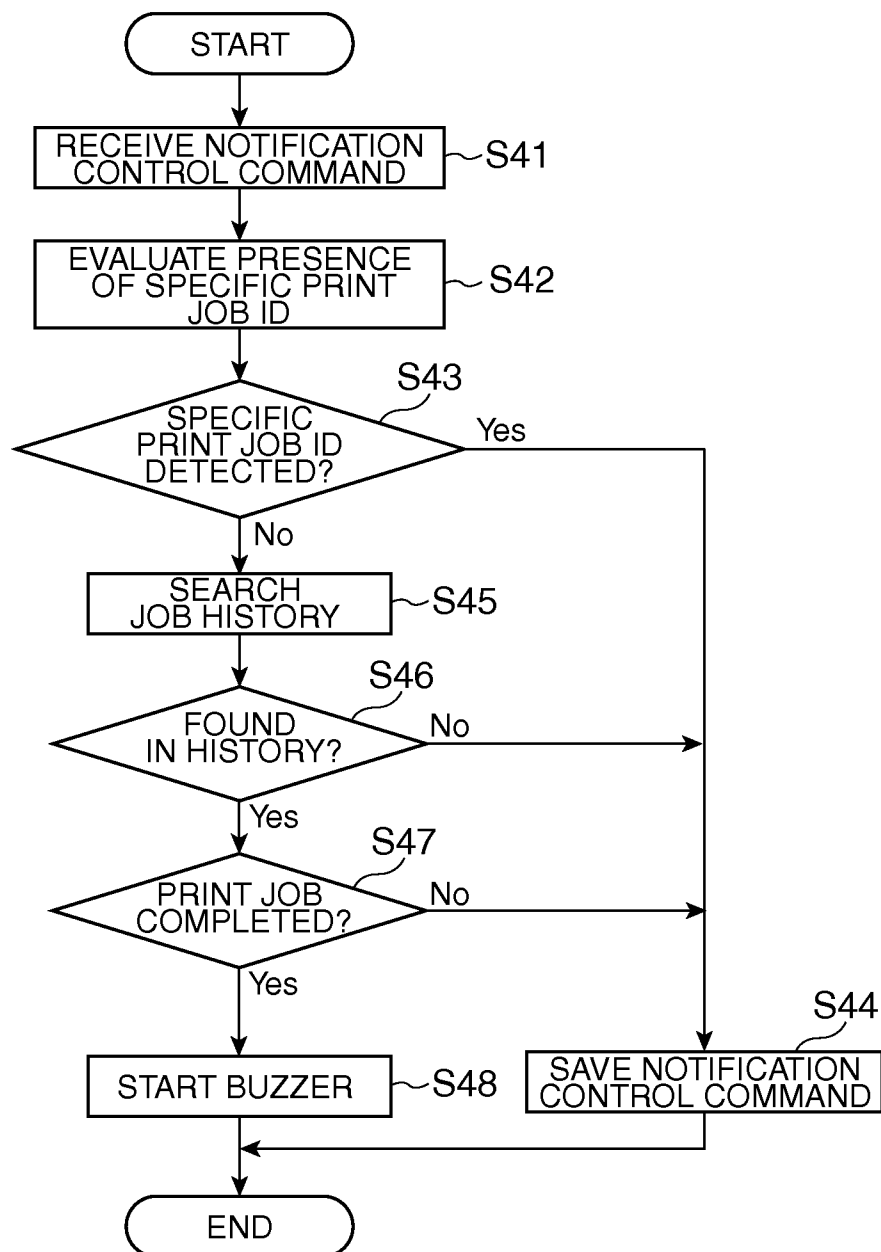 START
RECEIVE NOTIFICATION
CONTROL COMMAND
S41
EVALUATE PRESENCE
OF SPECIFIC PRINT
JOB ID
S42
S43
SPECIFIC
PRINT JOB ID
DETECTED?
Yes
No
SEARCH
JOB HISTORY
S45
S46
FOUND
IN HISTORY?
No
Yes
S47
PRINT JOB
COMPLETED?
No
Yes
S44
START BUZZER
S48
SAVE NOTIFICATION
CONTROL COMMAND
END